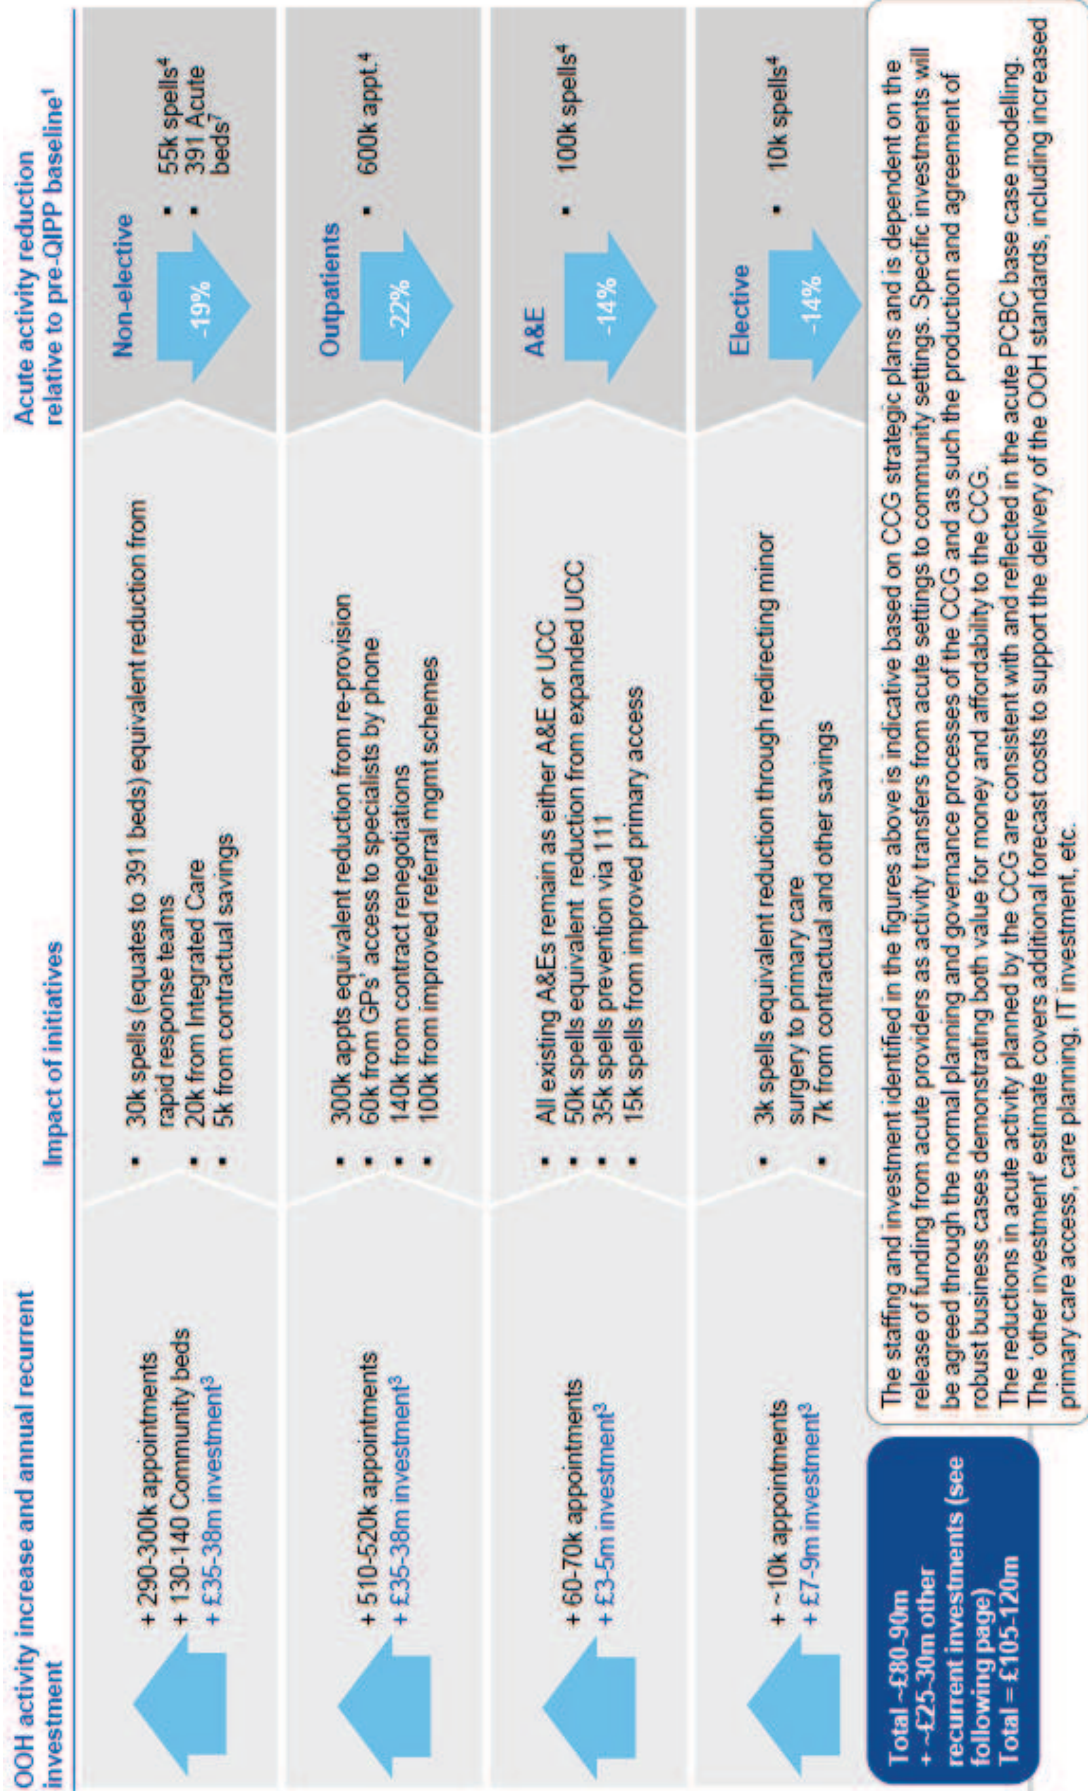 OOH activity increase and annual recurrent
investment
Impact of initiatives
Acute activity reduction
relative to pre-QIPP baseline¹
+ 290-300k appointments
+ 130-140 Community beds
+ £35-38m investment³
▪ 30k spells (equates to 391 beds) equivalent reduction from
rapid response teams
▪ 20k from Integrated Care
▪ 5k from contractual savings
Non-elective
-19%
▪ 55k spells⁴
▪ 391 Acute
beds⁷
+ 510-520k appointments
+ £35-38m investment³
▪ 300k appts equivalent reduction from re-provision
▪ 60k from GPs' access to specialists by phone
▪ 140k from contract renegotiations
▪ 100k from improved referral mgmt schemes
Outpatients
-22%
▪ 600k appt.⁴
+ 60-70k appointments
+ £3-5m investment³
▪ All existing A&Es remain as either A&E or UCC
▪ 50k spells equivalent reduction from expanded UCC
▪ 35k spells prevention via 111
▪ 15k spells from improved primary access
A&E
-14%
▪ 100k spells⁴
+ ~10k appointments
+ £7-9m investment³
▪ 3k spells equivalent reduction through redirecting minor
surgery to primary care
▪ 7k from contractual and other savings
Elective
-14%
▪ 10k spells⁴
Total ~£80-90m
+ ~£25-30m other
recurrent investments (see
following page)
Total = £105-120m
The staffing and investment identified in the figures above is indicative based on CCG strategic plans and is dependent on the
release of funding from acute providers as activity transfers from acute settings to community settings. Specific investments will
be agreed through the normal planning and governance processes of the CCG and as such the production and agreement of
robust business cases demonstrating both value for money and affordability to the CCG.
The reductions in acute activity planned by the CCG are consistent with and reflected in the acute PCBC base case modelling.
The 'other investment' estimate covers additional forecast costs to support the delivery of the OOH standards, including increased
primary care access, care planning, IT investment, etc.